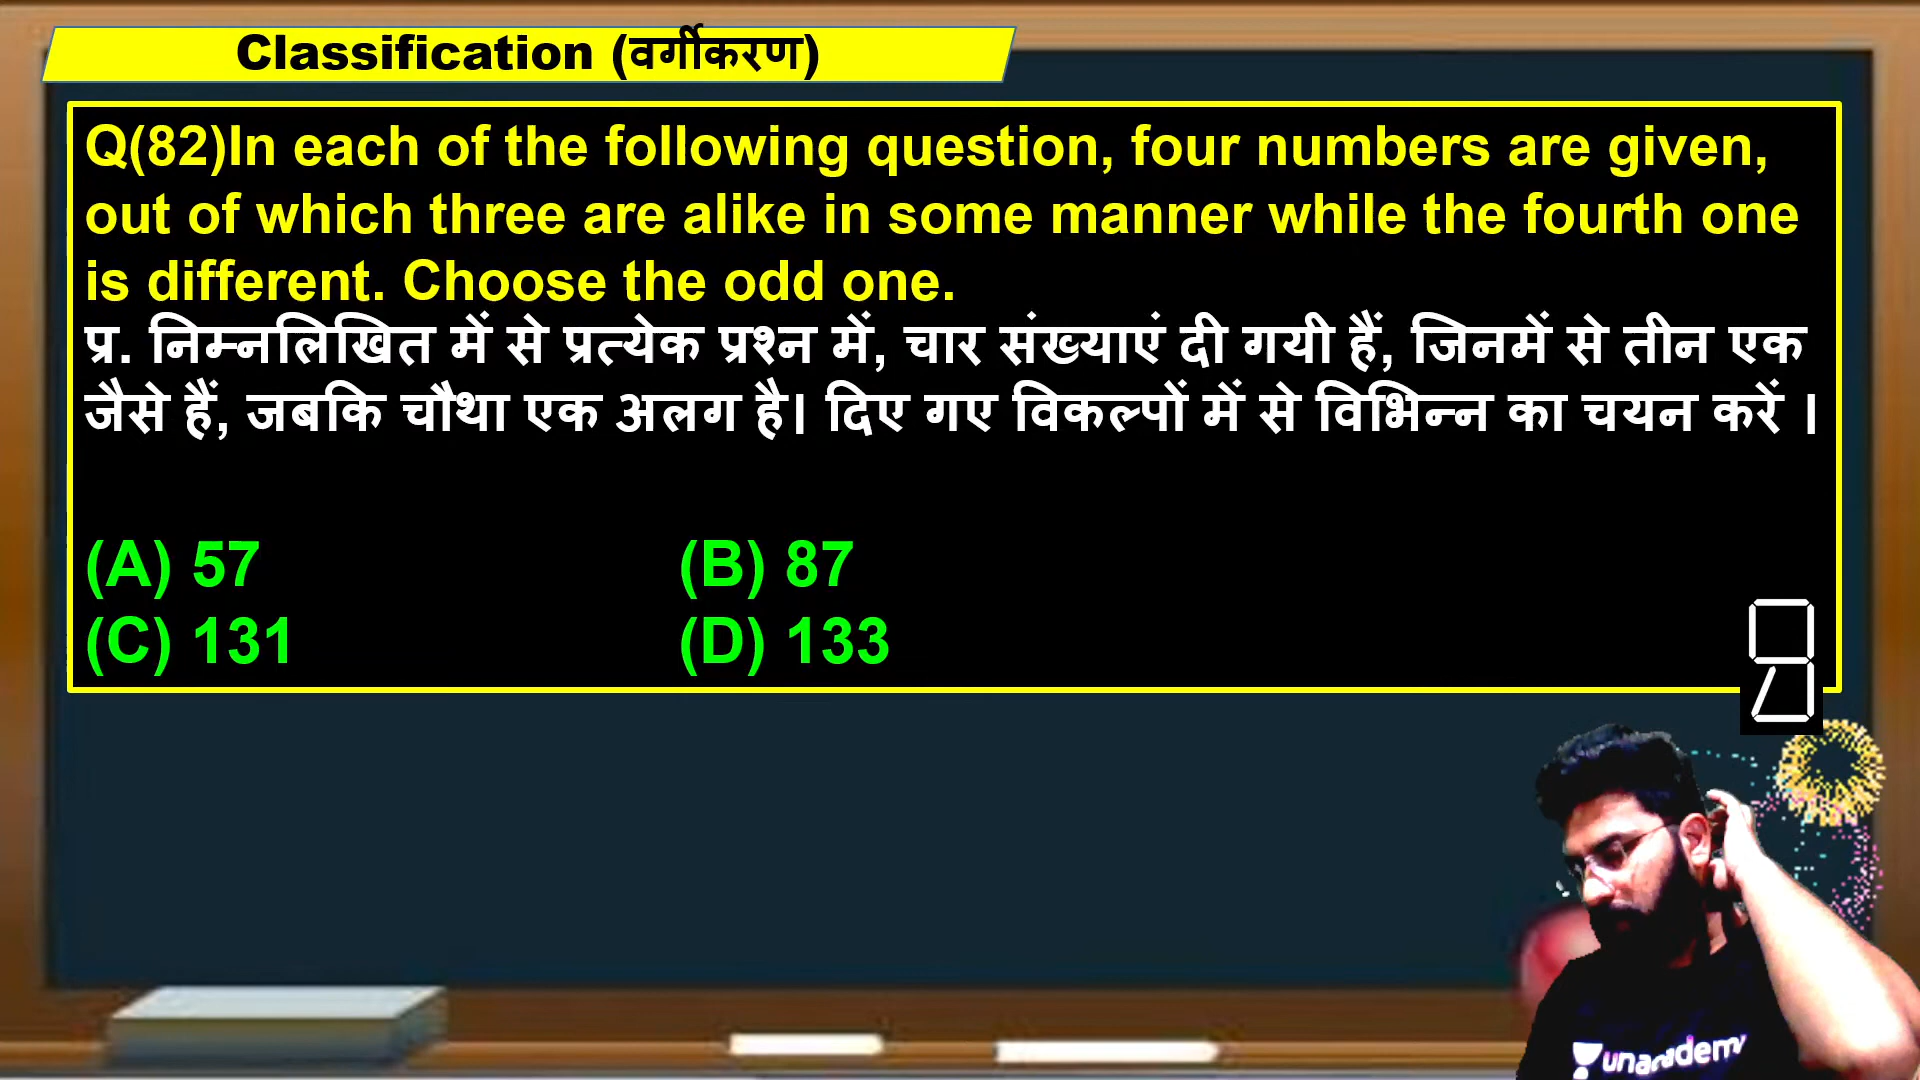 Classification (वर्गीकरण)
Q(82)In each of the following question, four numbers are given,
out of which three are alike in some manner while the fourth one
is different. Choose the odd one.
प्र. निम्नलिखित में से प्रत्येक प्रश्न में, चार संख्याएं दी गयी हैं, जिनमें से तीन एक
जैसे हैं, जबकि चौथा एक अलग है। दिए गए विकल्पों में से विभिन्न का चयन करें ।
(A) 57 (B) 87
(C) 131 (D) 133
unacademy